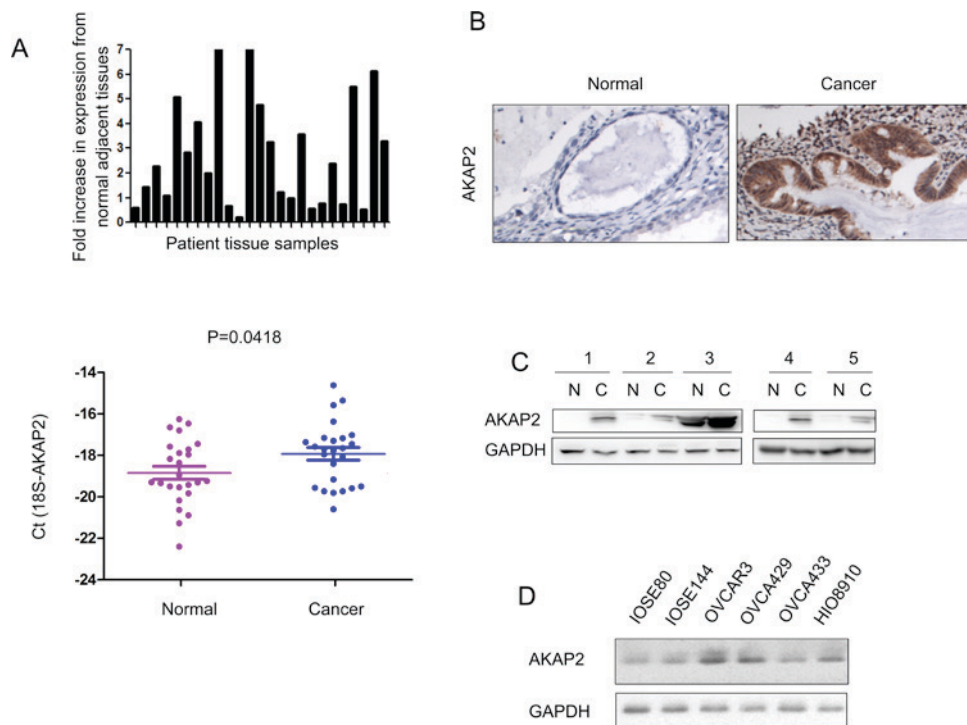 A
Fold increase in expression from
normal adjacent tissues
7
6
5
4
3
2
1
0
Patient tissue samples
P=0.0418
Ct (18S-AKAP2)
-14
-16
-18
-20
-22
-24
Normal Cancer
B
Normal Cancer
AKAP2
C
1 2 3 4 5
N C N C N C N C N C
AKAP2
GAPDH
D
IOSE80 IOSE144 OVCAR3 OVCA429 OVCA433 HIO8910
AKAP2
GAPDH